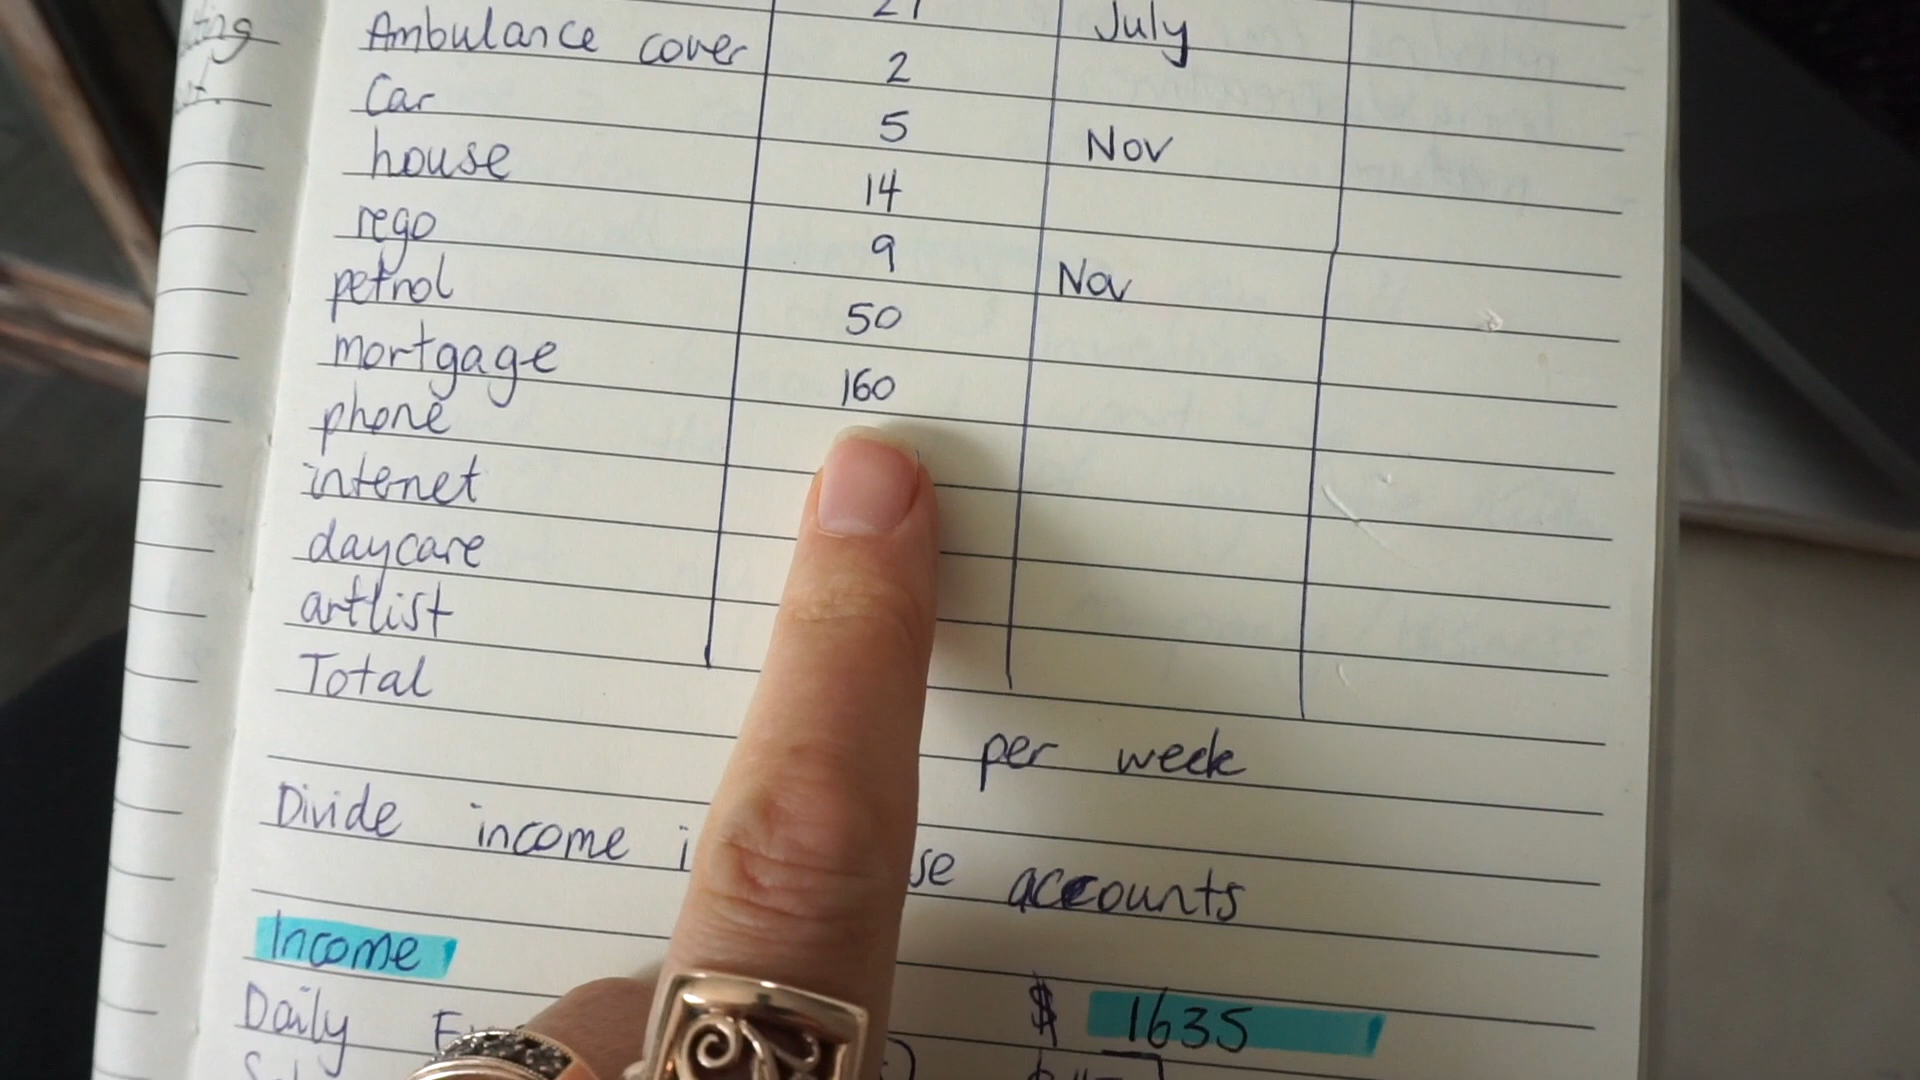 Ambulance cover 2 July
Car 5 Nov
house 14
rego 9 Nov
petrol 50
mortgage 160
phone
internet
daycare
artlist
Total
per week
Divide income accounts
Income
Daily $ 1635